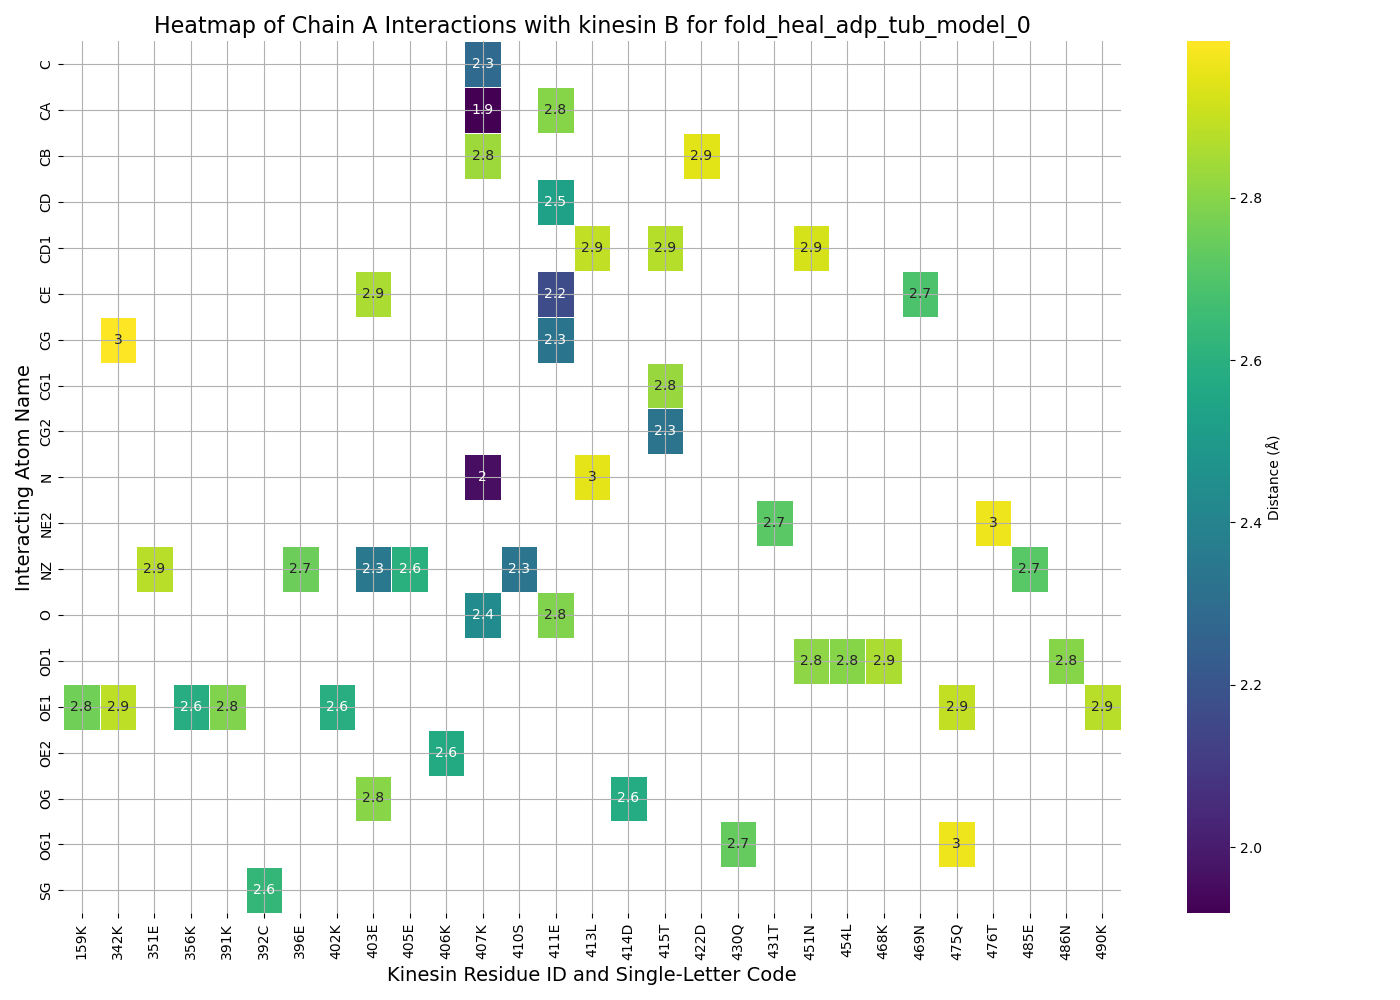 Heatmap of Chain A Interactions with kinesin B for fold_heal_adp_tub_model_0
Interacting Atom Name
C 2.3
CA 1.9 2.8
CB 2.8 2.9
CD 2.5
CD1 2.9 2.9 2.9
CE 2.9 2.2 2.7
CG 3 2.3
CG1 2.8
CG2 2.3
N 2 3
NE2 2.7 3
NZ 2.9 2.7 2.3 2.6 2.3 2.7
O 2.4 2.8
OD1 2.8 2.8 2.9 2.8
OE1 2.8 2.9 2.6 2.8 2.6 2.9 2.9
OE2 2.6
OG 2.8 2.6
OG1 2.7 3
SG 2.6
159K 342K 351E 356K 391K 392C 396E 402K 403E 405E 406K 407K 410S 411E 413L 414D 415T 422D 430Q 431T 451N 454L 468K 469N 475Q 476T 485E 486N 490K
Kinesin Residue ID and Single-Letter Code
2.8
2.6
2.4
2.2
2.0
Distance (Å)